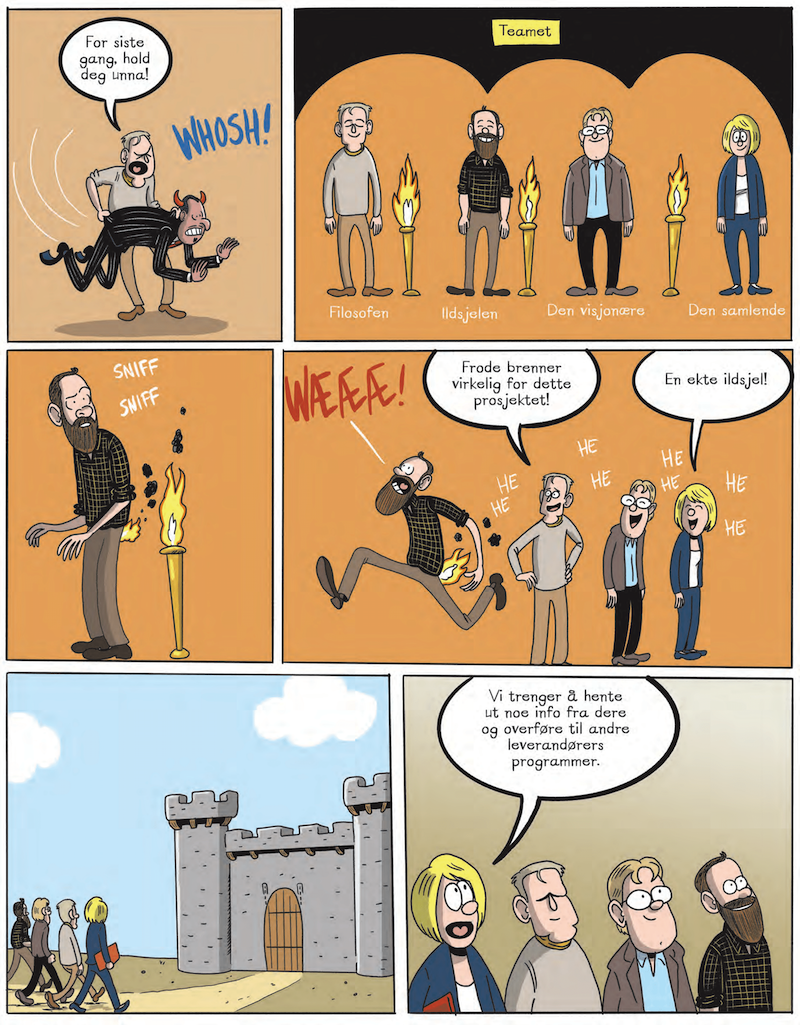 For siste
gang, hold
deg unna!
WHOSH!
Teamet
Filosofen
Ildsjelen
Den visjonære
Den samlende
SNIFF
SNIFF
WÆÆÆ!
Frode brenner
virkelig for dette
prosjektet!
En ekte ildsjel!
HE
HE
HE
HE
HE
HE
HE
HE
Vi trenger å hente
ut noe info fra dere
og overføre til andre
leverandørers
programmer.